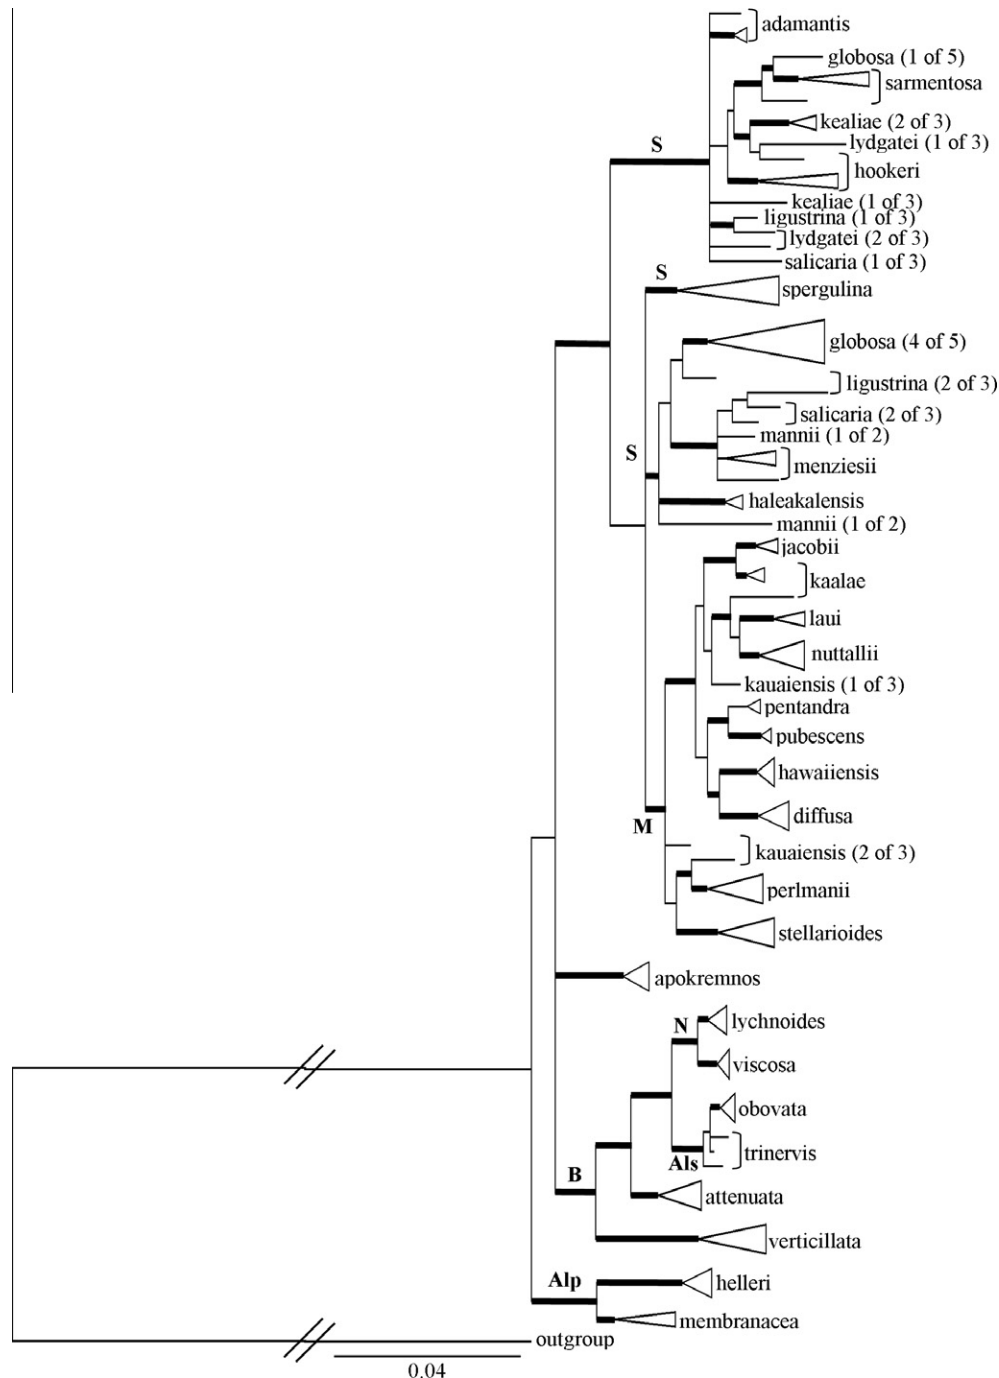 adamantis
globosa (1 of 5)
sarmentosa
kealiae (2 of 3)
lydgatei (1 of 3)
S
hookeri
kealiae (1 of 3)
ligustrina (1 of 3)
lydgatei (2 of 3)
salicaria (1 of 3)
S
spergulina
globosa (4 of 5)
ligustrina (2 of 3)
salicaria (2 of 3)
mannii (1 of 2)
S
menziesii
haleakalensis
mannii (1 of 2)
jacobii
kaalae
laui
nuttallii
kauaiensis (1 of 3)
pentandra
pubescens
hawaiiensis
diffusa
M
kauaiensis (2 of 3)
perlmanii
stellarioides
apokremnos
lychnoides
N
viscosa
obovata
trinervis
Als
B
attenuata
verticillata
Alp
helleri
membranacea
outgroup
0.04